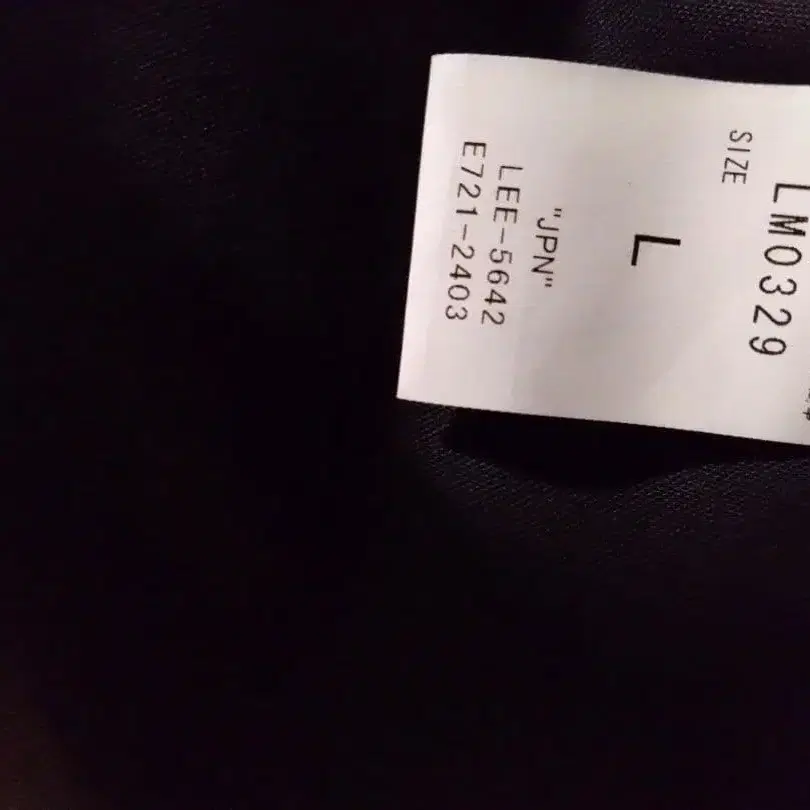 LM0329
SIZE
L
"JPN"
LEE-5642
E721-2403